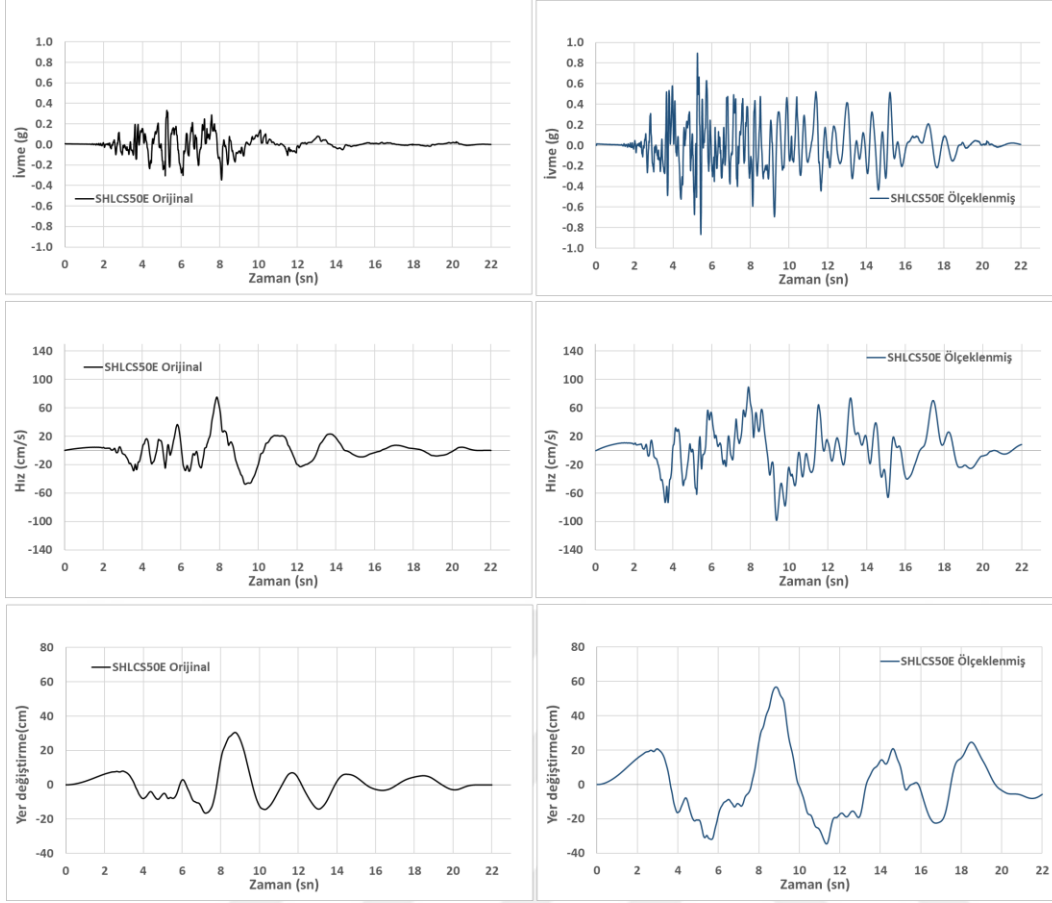 1.0
0.8
0.6
0.4
0.2
0.0
-0.2
-0.4
-0.6
-0.8
-1.0
İvme (g)
SHLCS50E Orijinal
0 2 4 6 8 10 12 14 16 18 20 22
Zaman (sn)
1.0
0.8
0.6
0.4
0.2
0.0
-0.2
-0.4
-0.6
-0.8
-1.0
İvme (g)
SHLCS50E Ölçeklenmiş
0 2 4 6 8 10 12 14 16 18 20 22
Zaman (sn)
140
100
60
20
-20
-60
-100
-140
Hız (cm/s)
SHLCS50E Orijinal
0 2 4 6 8 10 12 14 16 18 20 22
Zaman (sn)
140
100
60
20
-20
-60
-100
-140
Hız (cm/s)
SHLCS50E Ölçeklenmiş
0 2 4 6 8 10 12 14 16 18 20 22
Zaman (sn)
80
60
40
20
0
-20
-40
Yer değiştirme(cm)
SHLCS50E Orijinal
0 2 4 6 8 10 12 14 16 18 20 22
Zaman (sn)
80
60
40
20
0
-20
-40
Yer değiştirme(cm)
SHLCS50E Ölçeklenmiş
0 2 4 6 8 10 12 14 16 18 20 22
Zaman (sn)